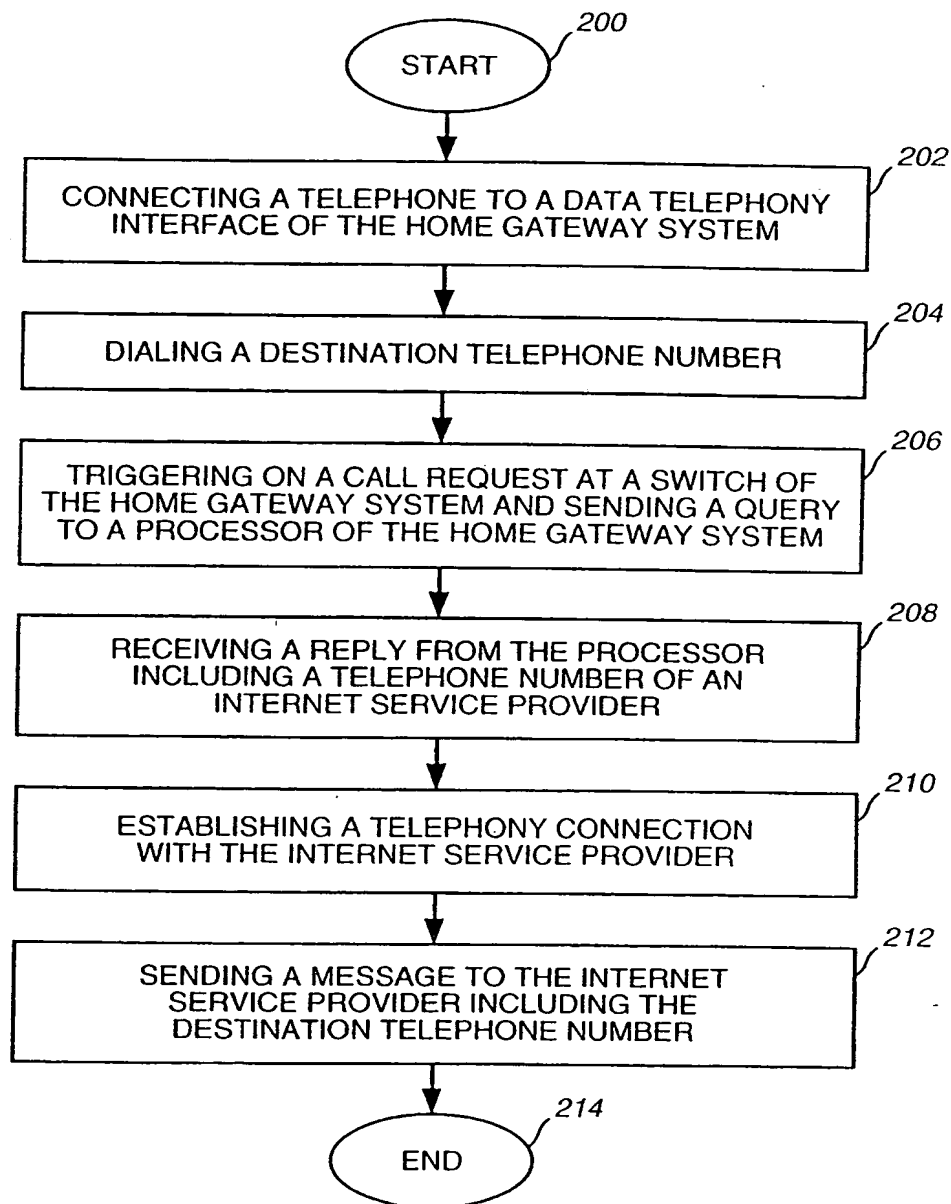 200
START
202
CONNECTING A TELEPHONE TO A DATA TELEPHONY
INTERFACE OF THE HOME GATEWAY SYSTEM
204
DIALING A DESTINATION TELEPHONE NUMBER
206
TRIGGERING ON A CALL REQUEST AT A SWITCH OF
THE HOME GATEWAY SYSTEM AND SENDING A QUERY
TO A PROCESSOR OF THE HOME GATEWAY SYSTEM
208
RECEIVING A REPLY FROM THE PROCESSOR
INCLUDING A TELEPHONE NUMBER OF AN
INTERNET SERVICE PROVIDER
210
ESTABLISHING A TELEPHONY CONNECTION
WITH THE INTERNET SERVICE PROVIDER
212
SENDING A MESSAGE TO THE INTERNET
SERVICE PROVIDER INCLUDING THE
DESTINATION TELEPHONE NUMBER
214
END